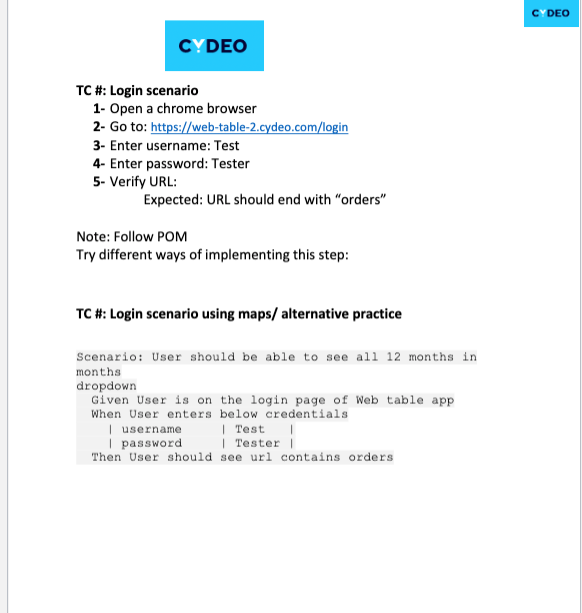 CYDEO
CYDEO
TC #: Login scenario
1- Open a chrome browser
2- Go to: https://web-table-2.cydeo.com/login
3- Enter username: Test
4- Enter password: Tester
5- Verify URL:
Expected: URL should end with “orders”
Note: Follow POM
Try different ways of implementing this step:
TC #: Login scenario using maps/ alternative practice
Scenario: User should be able to see all 12 months in
months
dropdown
Given User is on the login page of Web table app
When User enters below credentials
| username | Test |
| password | Tester |
Then User should see url contains orders